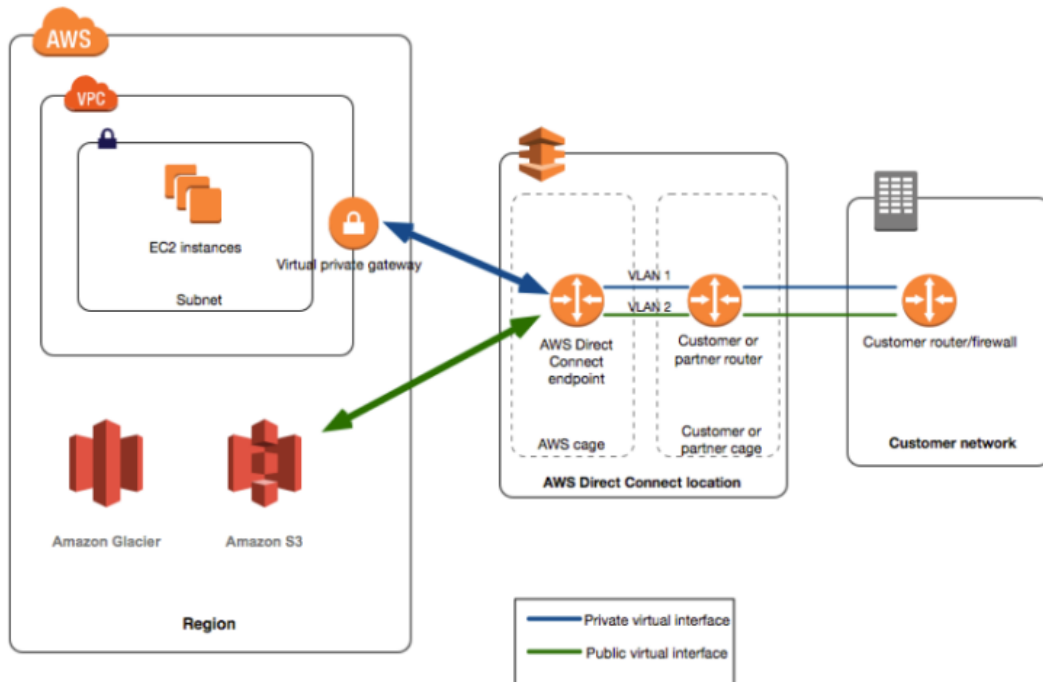 AWS
VPC
EC2 instances
Virtual private gateway
Subnet
Amazon Glacier
Amazon S3
Region
VLAN 1
VLAN 2
AWS Direct
Connect
endpoint
Customer or
partner router
AWS cage
Customer or
partner cage
AWS Direct Connect location
Customer router/firewall
Customer network
Private virtual interface
Public virtual interface